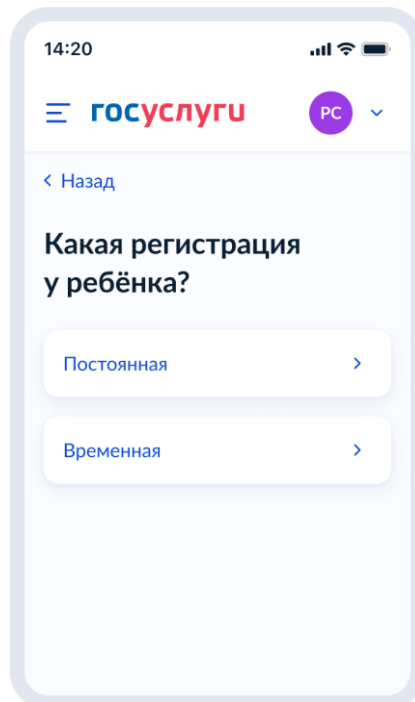 14:20
госуслуги
РС
Назад
Какая регистрация
у ребёнка?
Постоянная
Временная